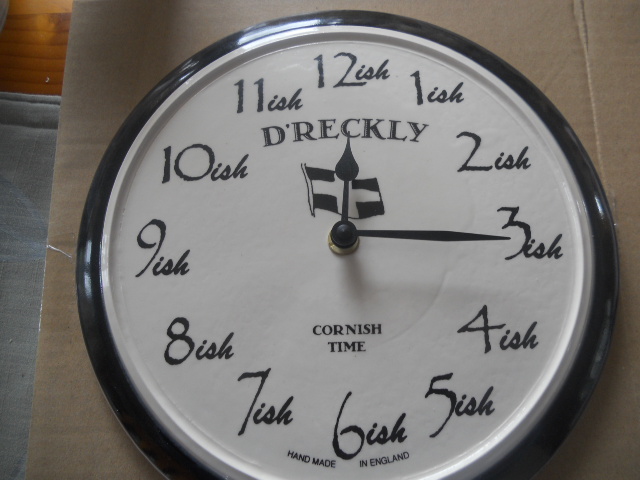 12ish
1ish
2ish
3ish
4ish
5ish
6ish
7ish
8ish
9ish
10ish
11ish
D'RECKLY
CORNISH
TIME
HAND MADE IN ENGLAND